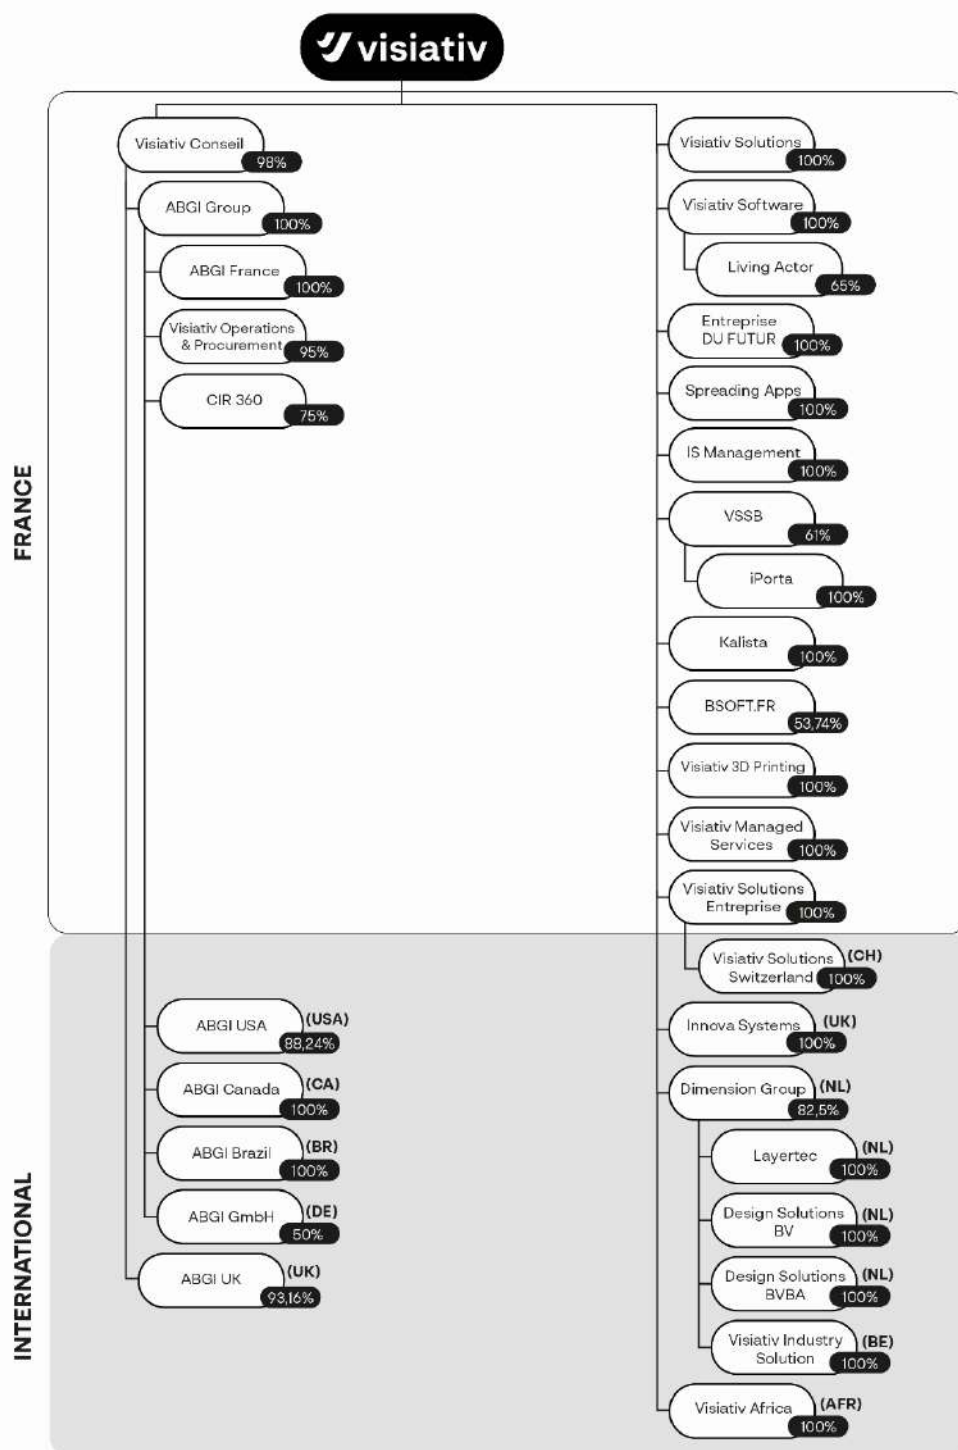 visiativ
FRANCE
Visiativ Conseil
98%
ABGI Group
100%
ABGI France
100%
Visiativ Operations
& Procurement
95%
CIR 360
75%
Visiativ Solutions
100%
Visiativ Software
100%
Living Actor
65%
Entreprise
DU FUTUR
100%
Spreading Apps
100%
IS Management
100%
VSSB
61%
iPorta
100%
Kalista
100%
BSOFT.FR
53,74%
Visiativ 3D Printing
100%
Visiativ Managed
Services
100%
Visiativ Solutions
Entreprise
100%
INTERNATIONAL
ABGI USA
(USA)
88,24%
ABGI Canada
(CA)
100%
ABGI Brazil
(BR)
100%
ABGI GmbH
(DE)
50%
ABGI UK
(UK)
93,16%
Visiativ Solutions
Switzerland
(CH)
100%
Innova Systems
(UK)
100%
Dimension Group
(NL)
82,5%
Layertec
(NL)
100%
Design Solutions
BV
(NL)
100%
Design Solutions
BVBA
(NL)
100%
Visiativ Industry
Solution
(BE)
100%
Visiativ Africa
(AFR)
100%